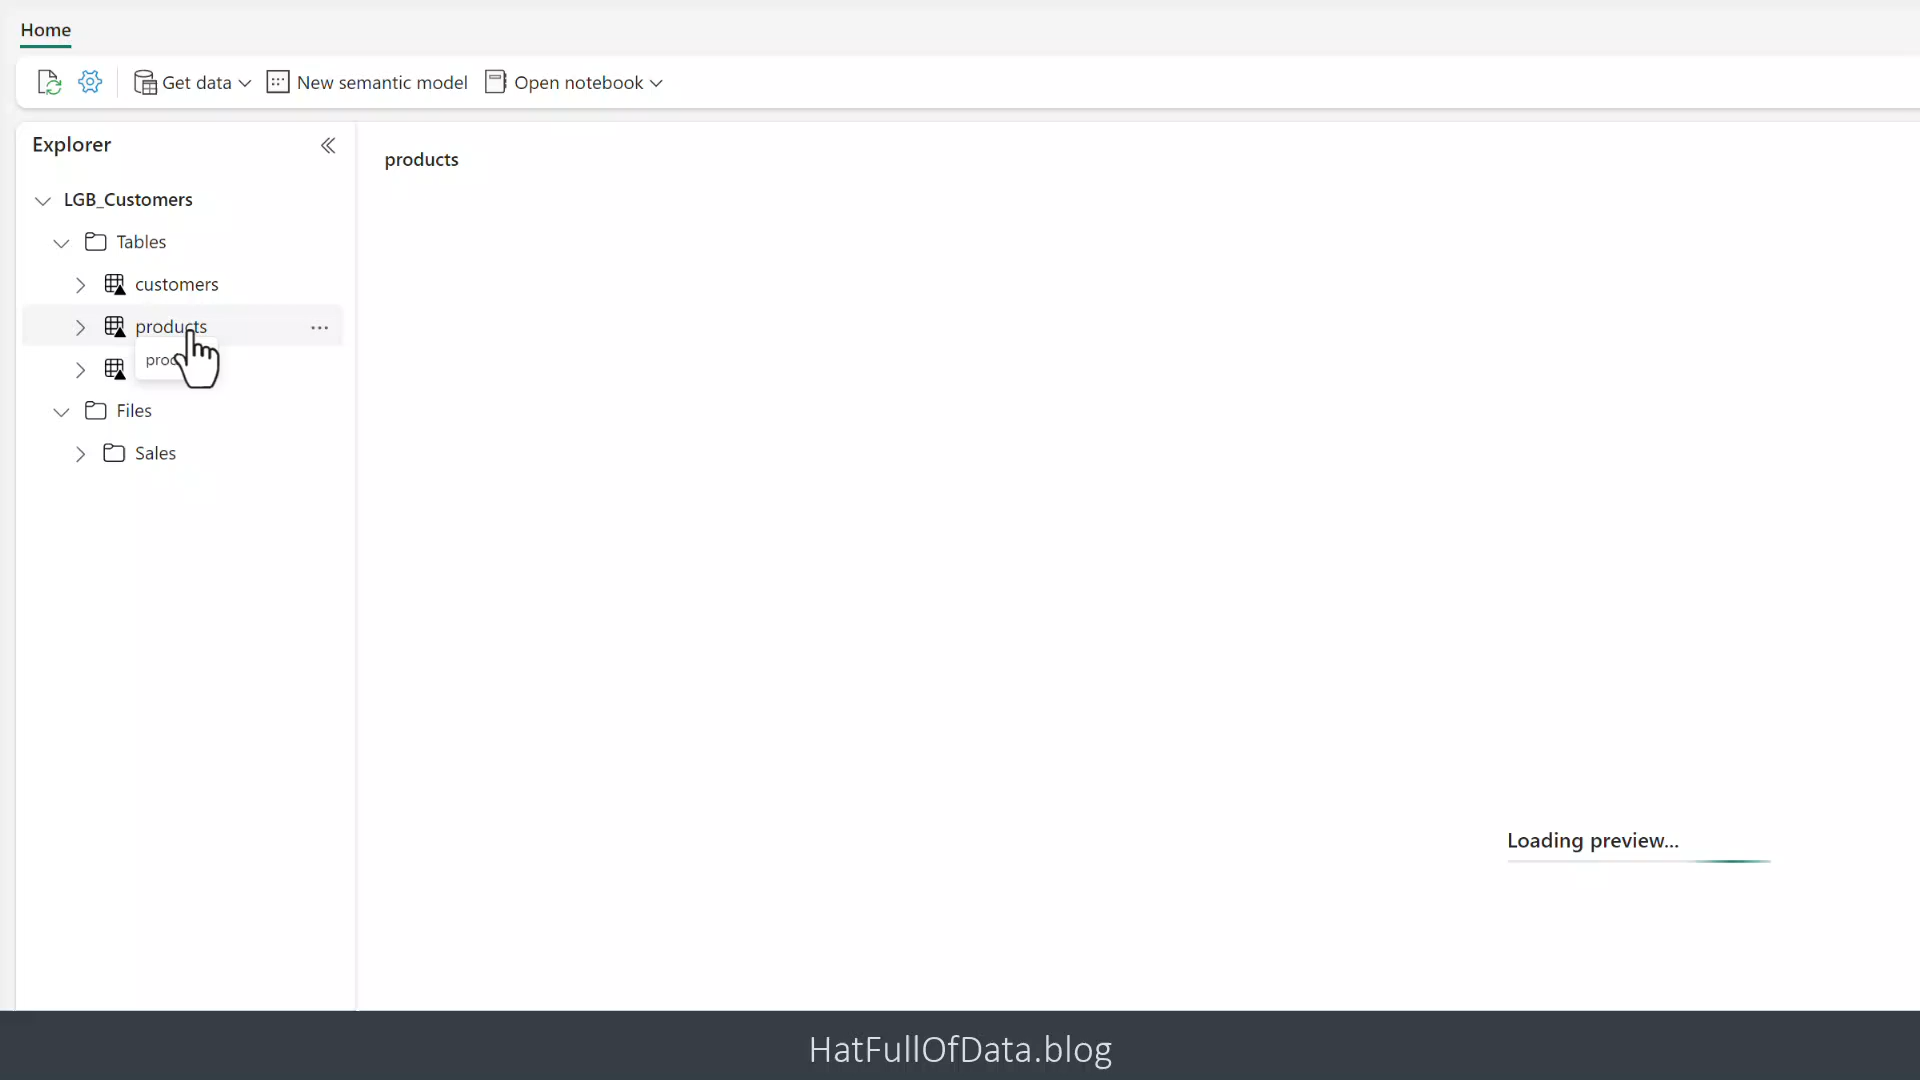 Home
Get data
New semantic model
Open notebook
Explorer
products
LGB_Customers
Tables
customers
products
Files
Sales
Loading preview...
HatFullOfData.blog